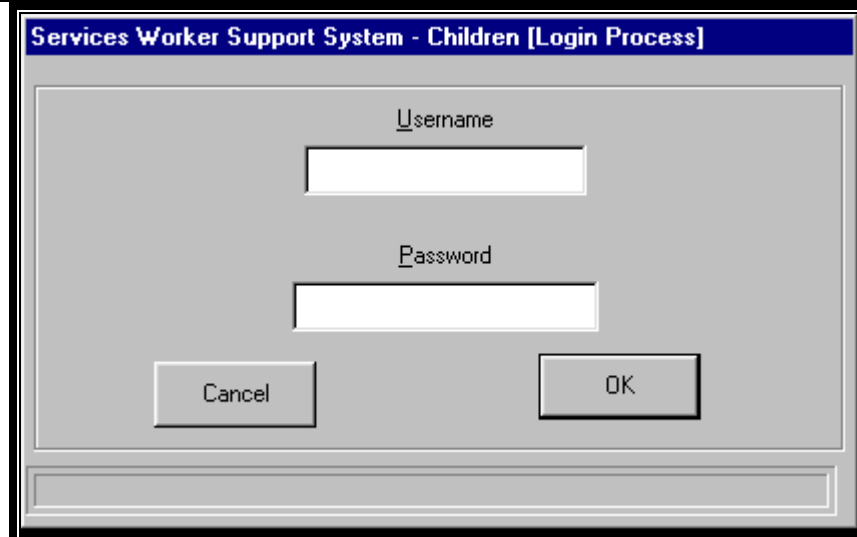 Services Worker Support System - Children [Login Process]
Username
Password
Cancel OK